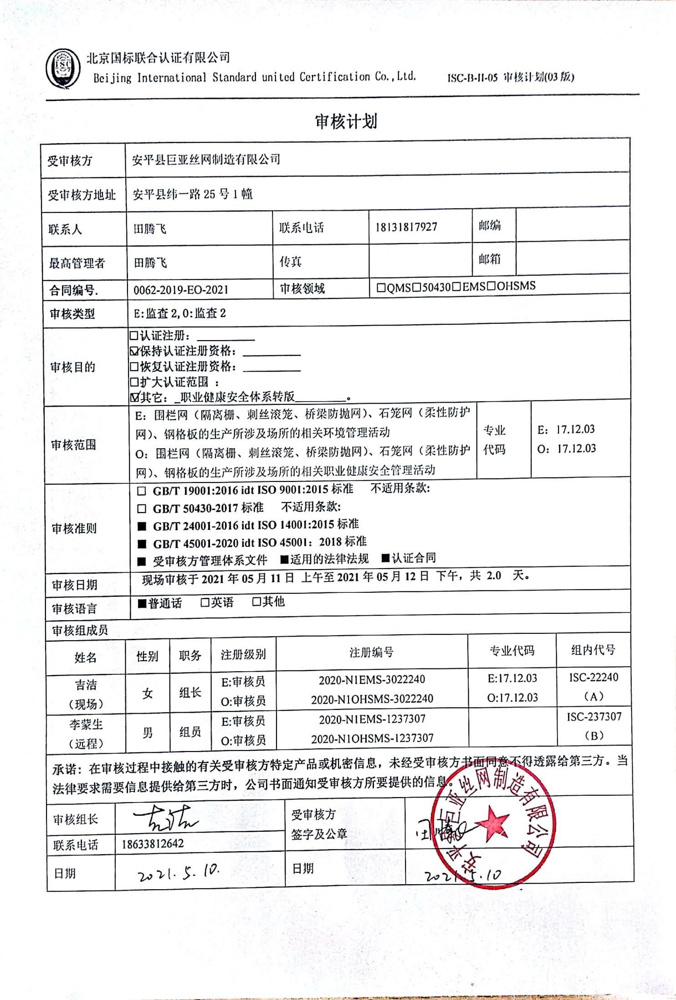 ISC
北京国标联合认证有限公司
Beijing International Standard united Certification Co.,Ltd. ISC-B-II-05 审核计划(03版)
审核计划
受审核方 安平县巨亚丝网制造有限公司
受审核方地址 安平县纬一路25号1幢
联系人 田腾飞 联系电话 18131817927 邮编
最高管理者 田腾飞 传真 邮箱
合同编号. 0062-2019-EO-2021 审核领域 □QMS□50430□EMS□OHSMS
审核类型 E:监查2,O:监查2
审核目的
□认证注册：
☑保持认证注册资格：
□恢复认证注册资格：
□扩大认证范围 ：
☑其它：_职业健康安全体系转版 。
审核范围
E：围栏网（隔离栅、刺丝滚笼、桥梁防抛网）、石笼网（柔性防护
网）、钢格板的生产所涉及场所的相关环境管理活动
O：围栏网（隔离栅、刺丝滚笼、桥梁防抛网）、石笼网（柔性防护
网）、钢格板的生产所涉及场所的相关职业健康安全管理活动
专业
代码
E：17.12.03
O：17.12.03
审核准则
□ GB/T 19001:2016 idt ISO 9001:2015 标准 不适用条款:
□ GB/T 50430-2017 标准 不适用条款:
■ GB/T 24001-2016 idt ISO 14001:2015 标准
■ GB/T 45001-2020 idt ISO 45001：2018 标准
■ 受审核方管理体系文件 ■适用的法律法规 ■认证合同
审核日期 现场审核于2021年05月11日 上午至2021年05月12日 下午，共 2.0 天。
审核语言 ■普通话 □英语 □其他
审核组成员
姓名 性别 职务 注册级别 注册编号 专业代码 组内代号
吉洁
（现场）
女 组长
E:审核员
O:审核员
2020-N1EMS-3022240
2020-N1OHSMS-3022240
E:17.12.03
O:17.12.03
ISC-22240
（A）
李蒙生
（远程）
男 组员
E:审核员
O:审核员
2020-N1EMS-1237307
2020-N1OHSMS-1237307
ISC-237307
（B）
承诺：在审核过程中接触的有关受审核方特定产品或机密信息，未经受审核方书面同意不得透露给第三方。当
法律要求需要信息提供给第三方时，公司书面通知受审核方所要提供的信息。
审核组长 吉洁
受审核方
签字及公章
田腾飞
安平县巨亚丝网制造有限公司
联系电话 18633812642
日期 2021.5.10. 日期 2021.5.10